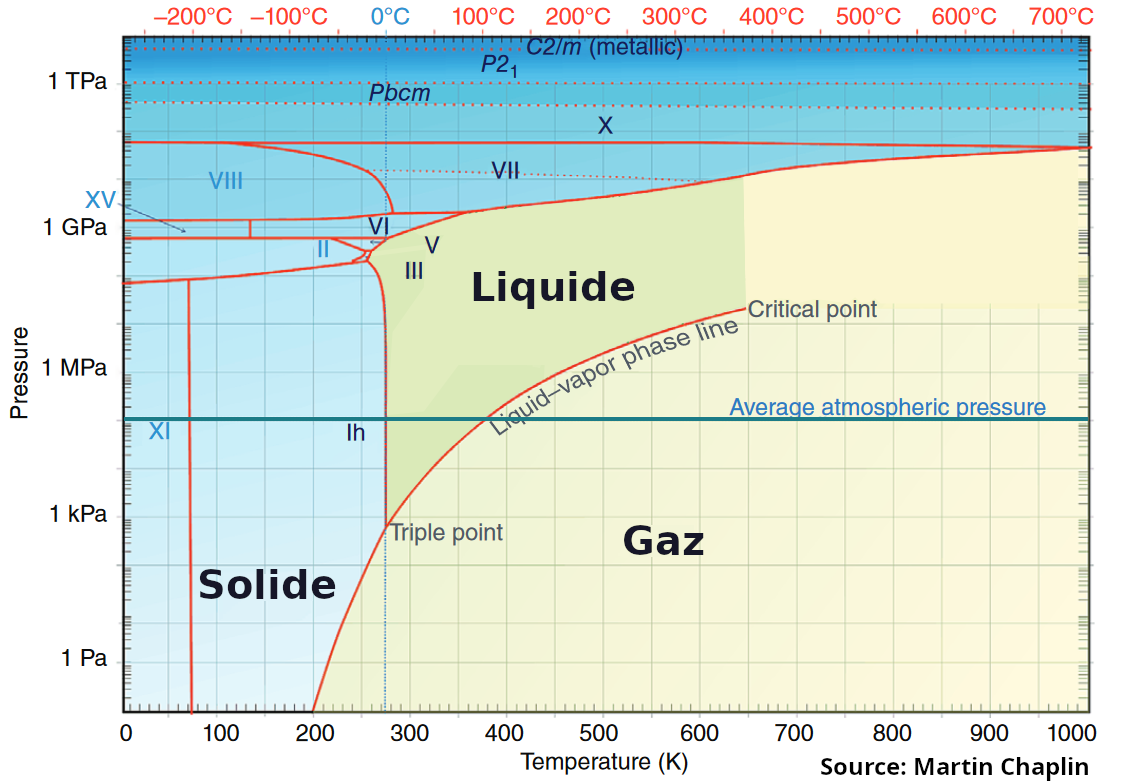 −200°C −100°C 0°C 100°C 200°C 300°C 400°C 500°C 600°C 700°C
C2/m (metallic)
P2₁
1 TPa
Pbcm
X
VII
VIII
XV
VI
1 GPa
V
II
III
Liquide
Critical point
Liquid–vapor phase line
1 MPa
Pressure
Average atmospheric pressure
XI
Ih
1 kPa
Triple point
Gaz
Solide
1 Pa
0 100 200 300 400 500 600 700 800 900 1000
Temperature (K)
Source: Martin Chaplin